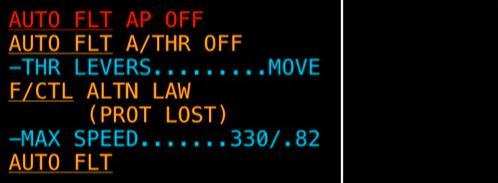 AUTO FLT AP OFF
AUTO FLT A/THR OFF
-THR LEVERS.........MOVE
F/CTL ALTN LAW
(PROT LOST)
-MAX SPEED.......330/.82
AUTO FLT